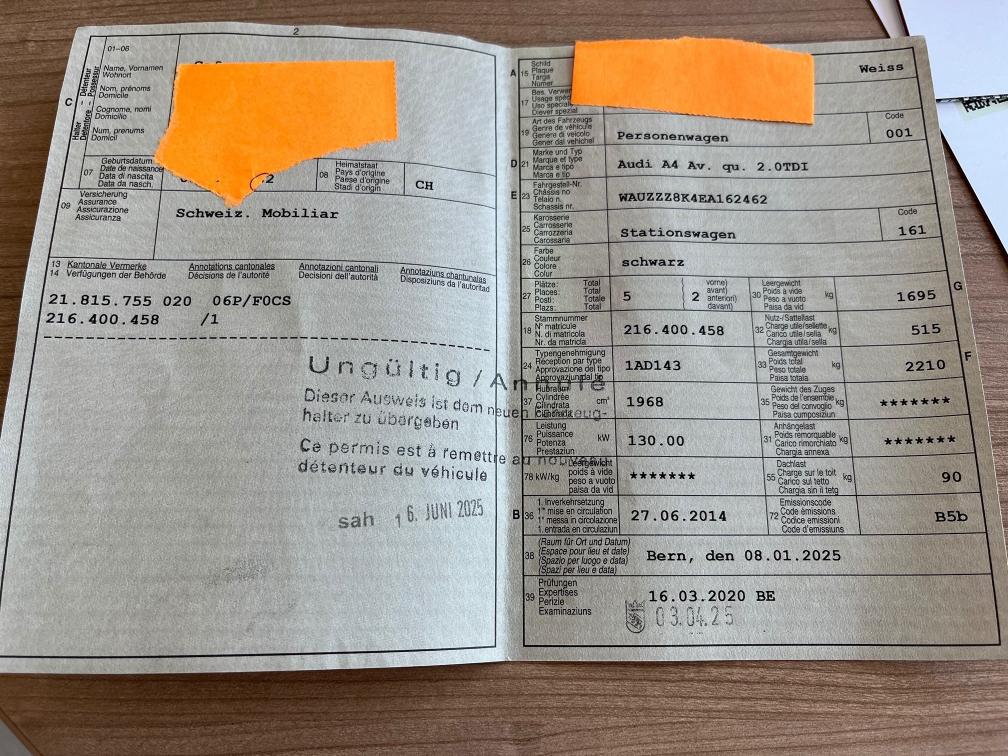 2
01-06
C
Halter Détenteur
Detentore Possessur
Name, Vornamen
Wohnort
Nom, prénoms
Domicile
Cognome, nomi
Domicilio
Num, prenums
Domicil
07
Geburtsdatum
Date de naissance
Data di nascita
Data da nasch.
2
08
Heimatstaat
Pays d'origine
Paese d'origine
Stadi d'origin
CH
09
Versicherung
Assurance
Assicurazione
Assicuranza
Schweiz. Mobiliar
13
14
Kantonale Vermerke
Verfügungen der Behörde
Annotations cantonales
Décisions de l'autorité
Annotazioni cantonali
Decisioni dell'autorità
Annotaziuns chantunalas
Disposiziuns da l'autoritad
21.815.755 020 06P/F0CS
216.400.458 /1
Ungültig / Annulé
Dieser Ausweis ist dem neuen Fahrzeug-
halter zu übergeben
Ce permis est à remettre au nouveau
détenteur du véhicule
sah 16. JUNI 2025
A 15
Schild
Plaque
Targa
Numer
Weiss
17
Bes.
Usage
Uso
Diever spezial
19
Art des Fahrzeugs
Genre de véhicule
Genere di veicolo
Gener dal vehichel
Personenwagen
Code
001
D 21
Marke und Typ
Marque et type
Marca e tipo
Marca e tip
Audi A4 Av. qu. 2.0TDI
E 23
Fahrgestell-Nr.
Châssis no
Telaio n.
Schassis nr.
WAUZZZ8K4EA162462
25
Karosserie
Carrosserie
Carrozzeria
Carossaria
Stationswagen
Code
161
26
Farbe
Couleur
Colore
Colur
schwarz
27
Plätze: Total
Places: Total
Posti: Totale
Plazs: Total
5
2
vorne)
avant)
anteriori)
davant)
30
Leergewicht
Poids à vide
Peso a vuoto
Paisa da vid
kg
1695
G
18
Stammnummer
N° matricule
N. di matricola
Nr. da matricla
216.400.458
32
Nutz-/Sattellast
Charge utile/sellette
Carico utile/sella
Chargia utila/sella
kg
515
24
Typengenehmigung
Réception par type
Approvazione del tipo
Approvaziun dal tip
1AD143
33
Gesamtgewicht
Poids total
Peso totale
Paisa totala
kg
2210
F
37
Hubraum
Cylindrée
Cilindrata
cm³
1968
35
Gewicht des Zuges
Poids de l'ensemble
Peso del convoglio
Paisa cumposiziun
kg
*******
76
Leistung
Puissance
Potenza
Prestaziun
kW
130.00
31
Anhängelast
Poids remorquable
Carico rimorchiato
Chargia annexa
kg
*******
78 kW/kg
Leergewicht
poids à vide
peso a vuoto
paisa da vid
*******
55
Dachlast
Charge sur le toit
Carico sul tetto
Chargia sin il tetg
kg
90
B 36
1. Inverkehrsetzung
1re mise en circulation
1a messa in circolazione
1. entrada en circulaziun
27.06.2014
72
Emissionscode
Code émissions
Codice emissioni
Code d'emissiuns
B5b
38
(Raum für Ort und Datum)
(Espace pour lieu et date)
(Spazio per luogo e data)
(Spazi per lieu e data)
Bern, den 08.01.2025
39
Prüfungen
Expertises
Perizie
Examinaziuns
16.03.2020 BE
03.04.25